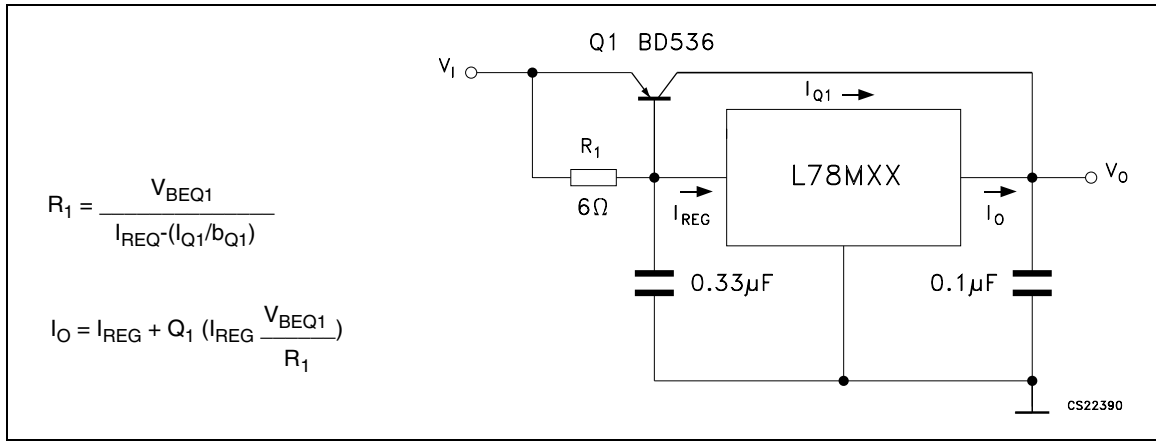 Q1 BD536
V_I
I_Q1
R_1
6Ω
L78MXX
V_O
I_REG
I_O
0.33µF
0.1µF
CS22390
R_1 = V_BEQ1 / I_REQ-(I_Q1/b_Q1)
I_O = I_REG + Q_1 (I_REG V_BEQ1 / R_1)